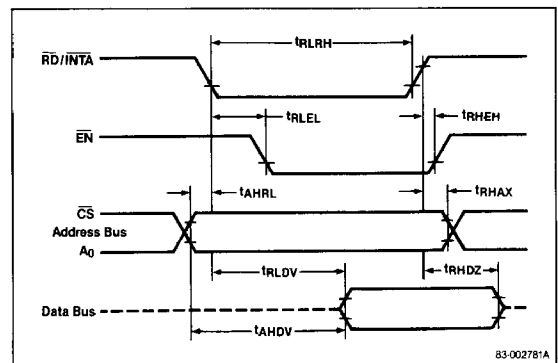 tRLRH
RD/INTA
tRLEL
tRHEH
EN
tAHRL
tRHAX
CS
Address Bus
A0
tRLDV
tRHDZ
Data Bus
tAHDV
83-002781A